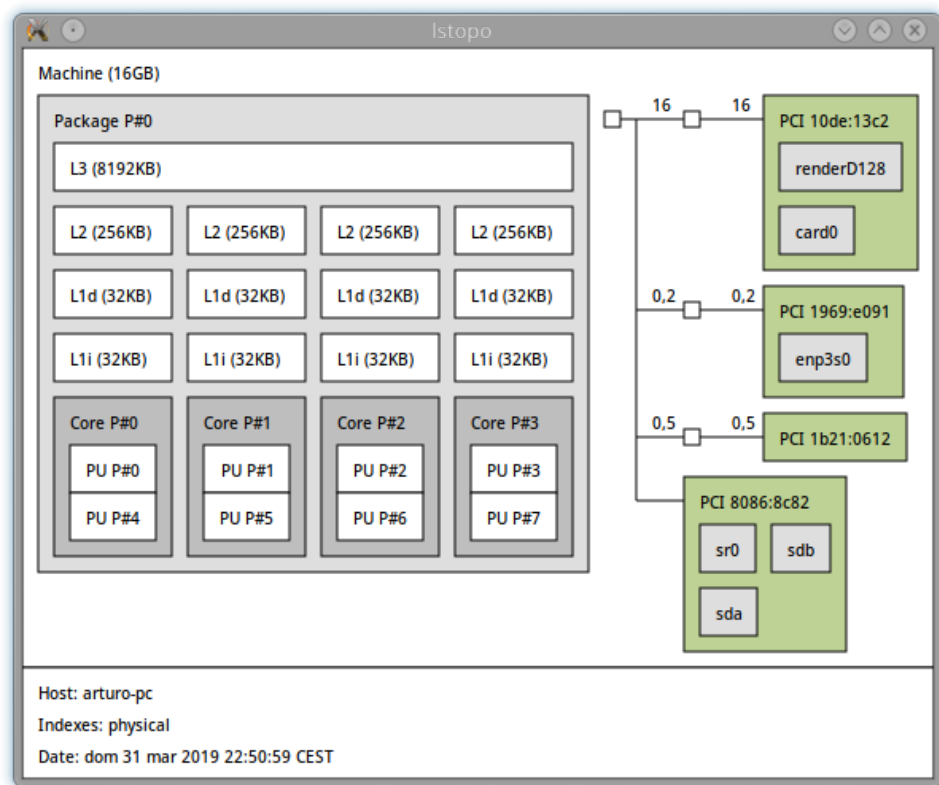 lstopo
Machine (16GB)
Package P#0
L3 (8192KB)
L2 (256KB) L2 (256KB) L2 (256KB) L2 (256KB)
L1d (32KB) L1d (32KB) L1d (32KB) L1d (32KB)
L1i (32KB) L1i (32KB) L1i (32KB) L1i (32KB)
Core P#0 Core P#1 Core P#2 Core P#3
PU P#0 PU P#1 PU P#2 PU P#3
PU P#4 PU P#5 PU P#6 PU P#7
16 16 PCI 10de:13c2
renderD128
card0
0,2 0,2 PCI 1969:e091
enp3s0
0,5 0,5 PCI 1b21:0612
PCI 8086:8c82
sr0 sdb
sda
Host: arturo-pc
Indexes: physical
Date: dom 31 mar 2019 22:50:59 CEST